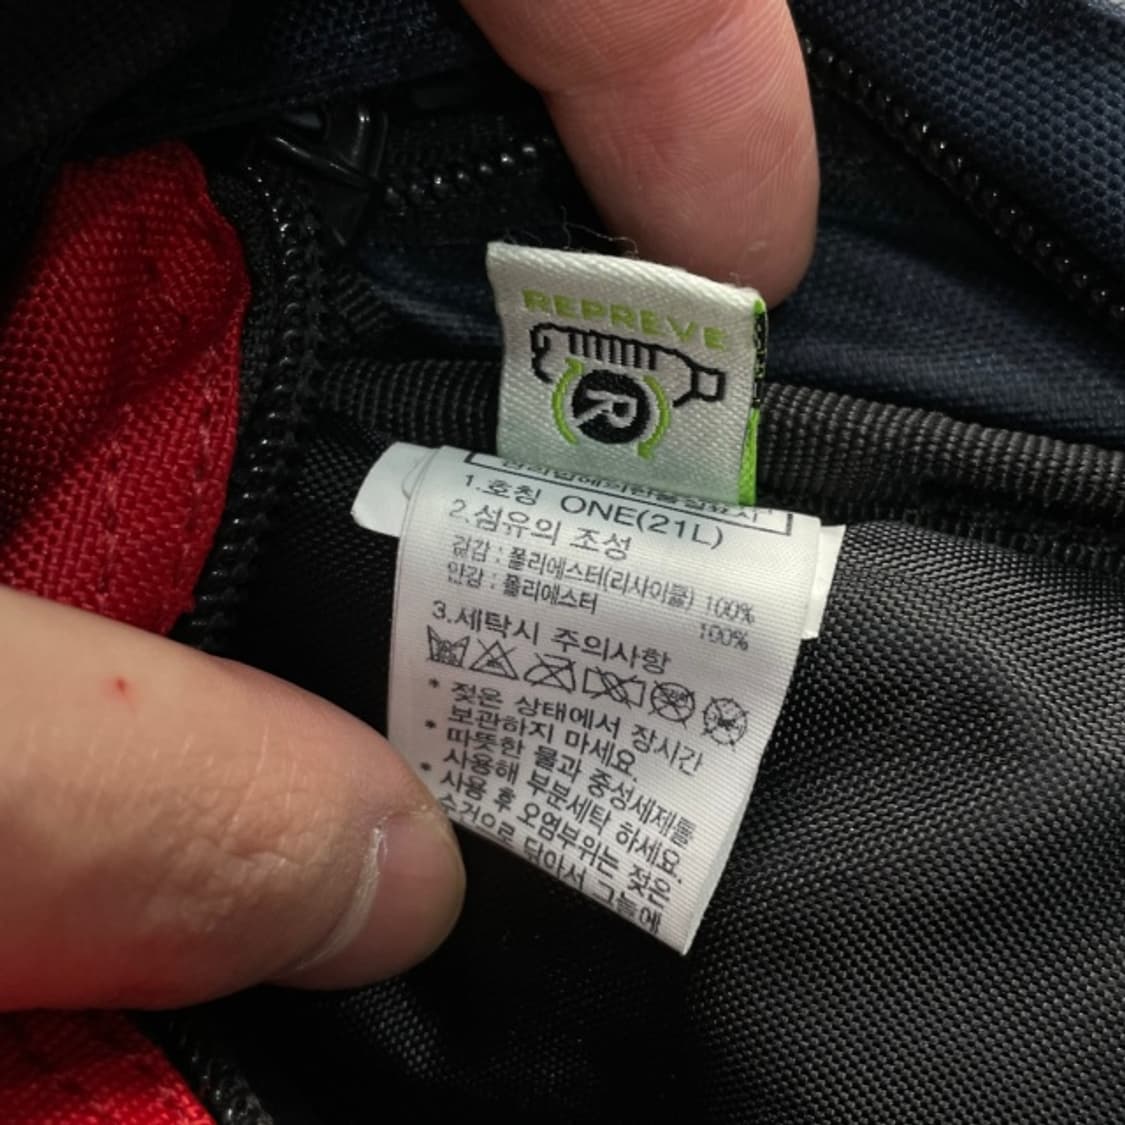 REPREVE
R
1.호칭 ONE(21L)
2.섬유의 조성
겉감 : 폴리에스터(리사이클) 100%
안감 : 폴리에스터 100%
3.세탁시 주의사항
* 젖은 상태에서 장시간
보관하지 마세요.
* 따뜻한 물과 중성세제를
사용해 부분세탁 하세요.
* 사용 후 오염부위는 젖은
수건으로 닦아서 그늘에